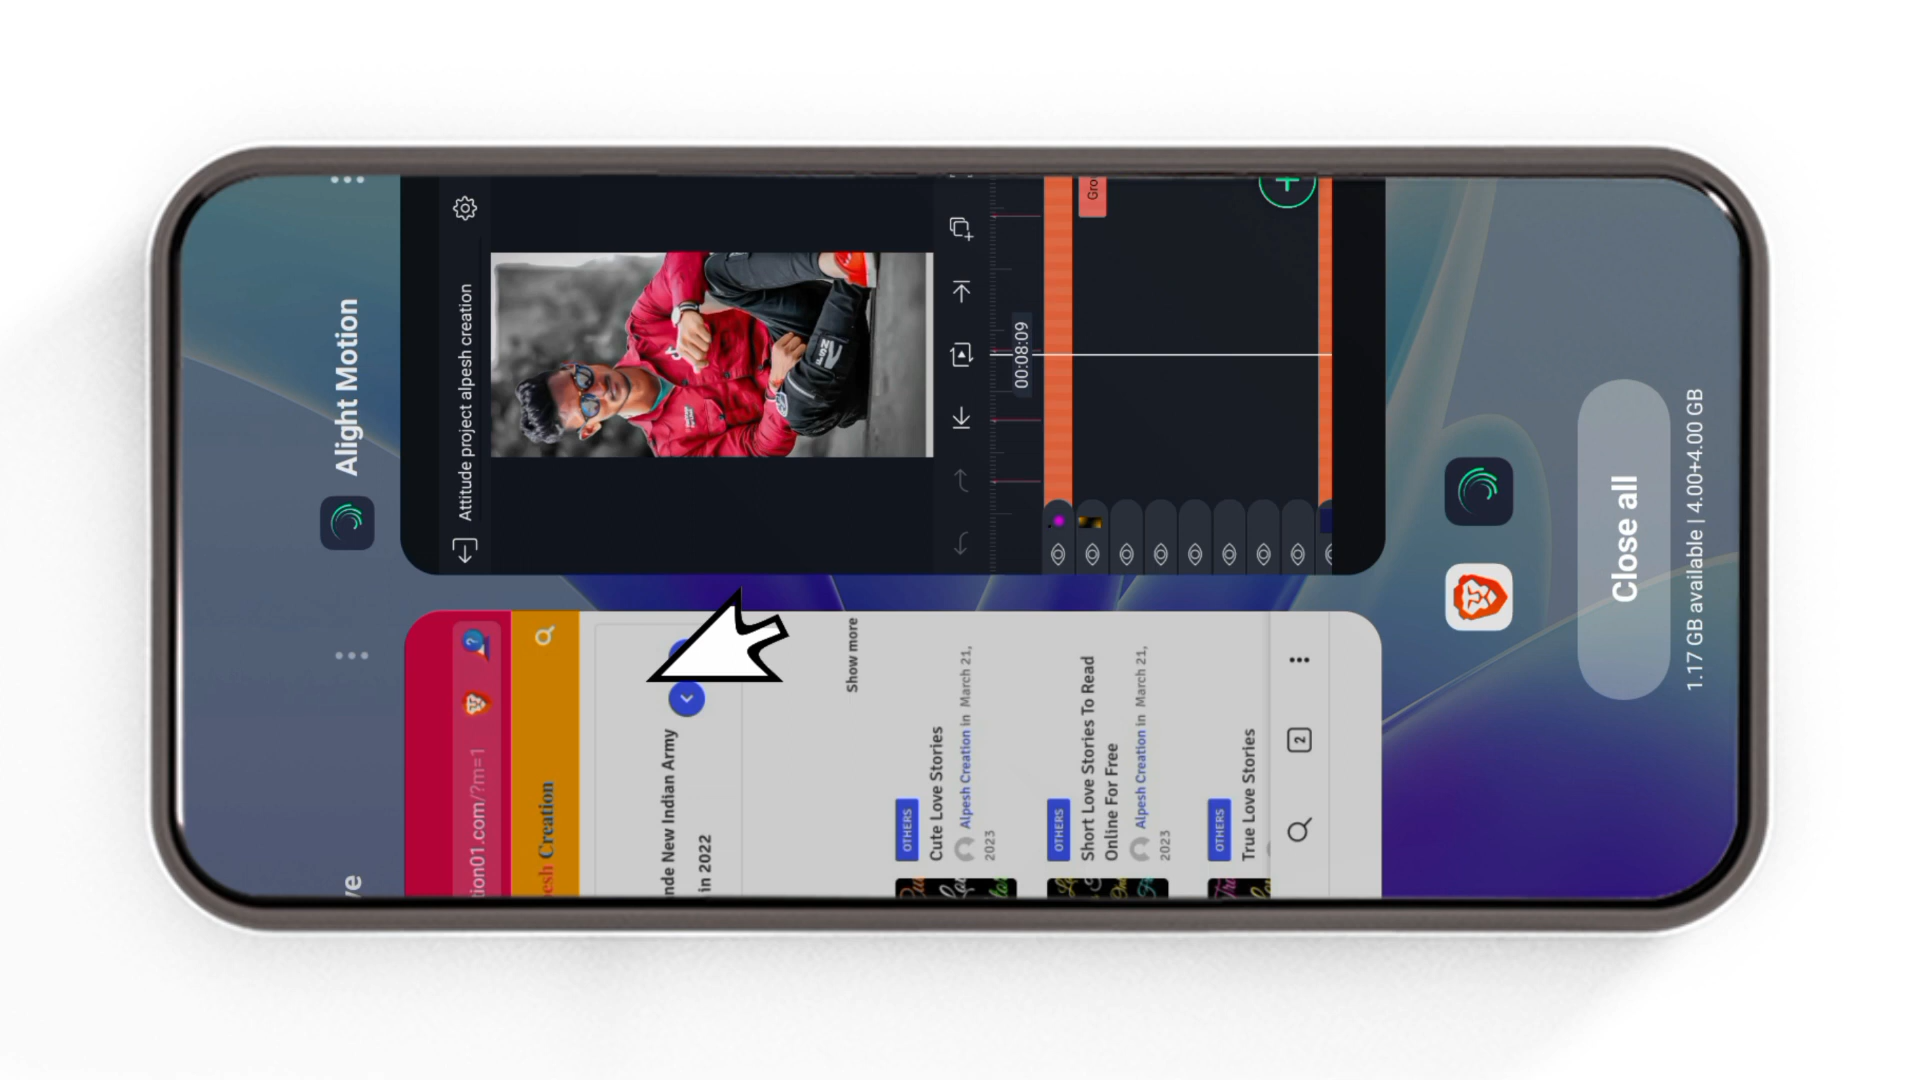 Alight Motion
Attitude project alpesh creation
00:08:09
Gro
ve
tion01.com/?m=1
?
esh Creation
nde New Indian Army
in 2022
Show more
OTHERS
Cute Love Stories
Alpesh Creation in March 21,
2023
OTHERS
Short Love Stories To Read
Online For Free
Alpesh Creation in March 21,
2023
OTHERS
True Love Stories
2
Close all
1.17 GB available | 4.00+4.00 GB